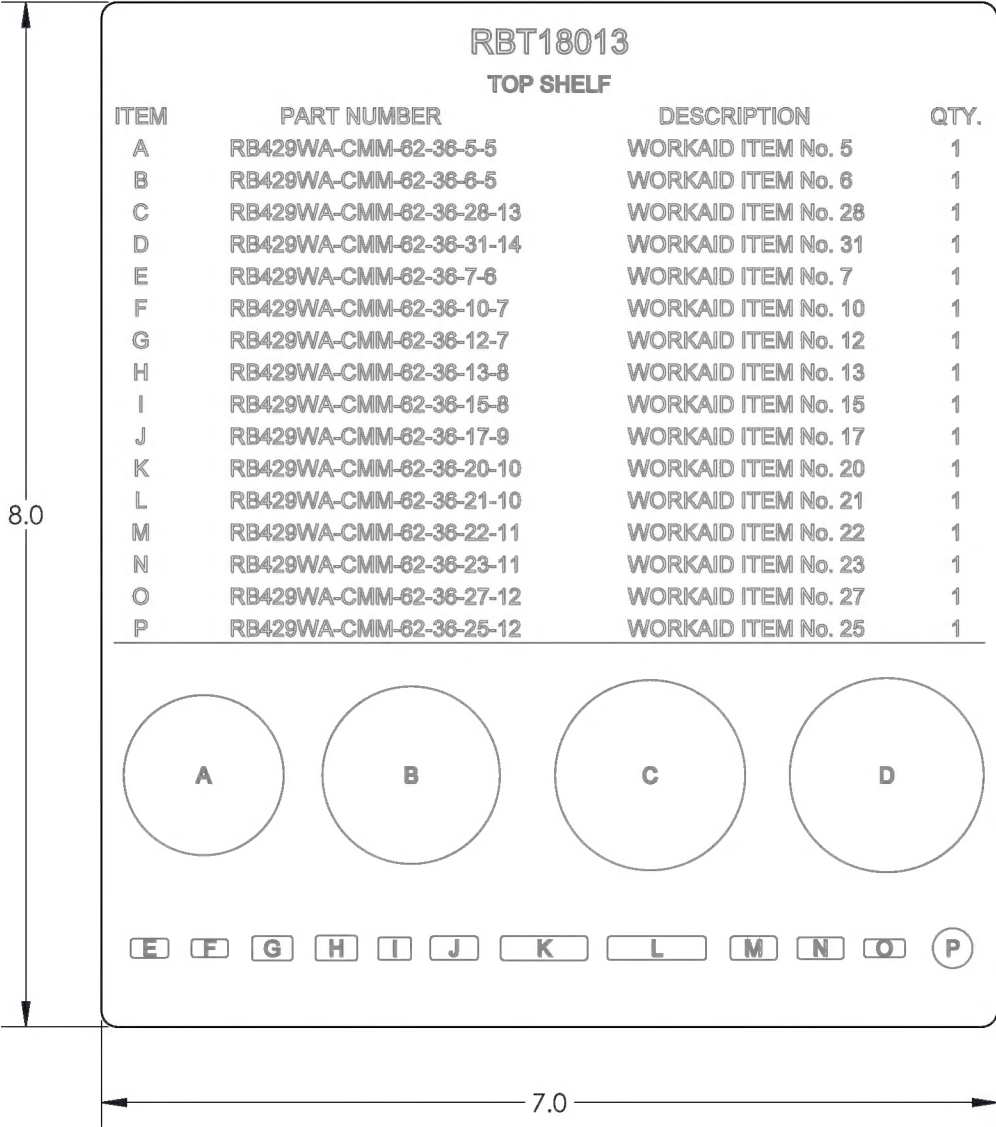 RBT18013
TOP SHELF
ITEM PART NUMBER DESCRIPTION QTY.
A RB429WA-CMM-62-36-5-5 WORKAID ITEM No. 5 1
B RB429WA-CMM-62-36-6-5 WORKAID ITEM No. 6 1
C RB429WA-CMM-62-36-28-13 WORKAID ITEM No. 28 1
D RB429WA-CMM-62-36-31-14 WORKAID ITEM No. 31 1
E RB429WA-CMM-62-36-7-6 WORKAID ITEM No. 7 1
F RB429WA-CMM-62-36-10-7 WORKAID ITEM No. 10 1
G RB429WA-CMM-62-36-12-7 WORKAID ITEM No. 12 1
H RB429WA-CMM-62-36-13-8 WORKAID ITEM No. 13 1
I RB429WA-CMM-62-36-15-8 WORKAID ITEM No. 15 1
J RB429WA-CMM-62-36-17-9 WORKAID ITEM No. 17 1
K RB429WA-CMM-62-36-20-10 WORKAID ITEM No. 20 1
L RB429WA-CMM-62-36-21-10 WORKAID ITEM No. 21 1
M RB429WA-CMM-62-36-22-11 WORKAID ITEM No. 22 1
N RB429WA-CMM-62-36-23-11 WORKAID ITEM No. 23 1
O RB429WA-CMM-62-36-27-12 WORKAID ITEM No. 27 1
P RB429WA-CMM-62-36-25-12 WORKAID ITEM No. 25 1
8.0
A B C D
E F G H I J K L M N O P
7.0